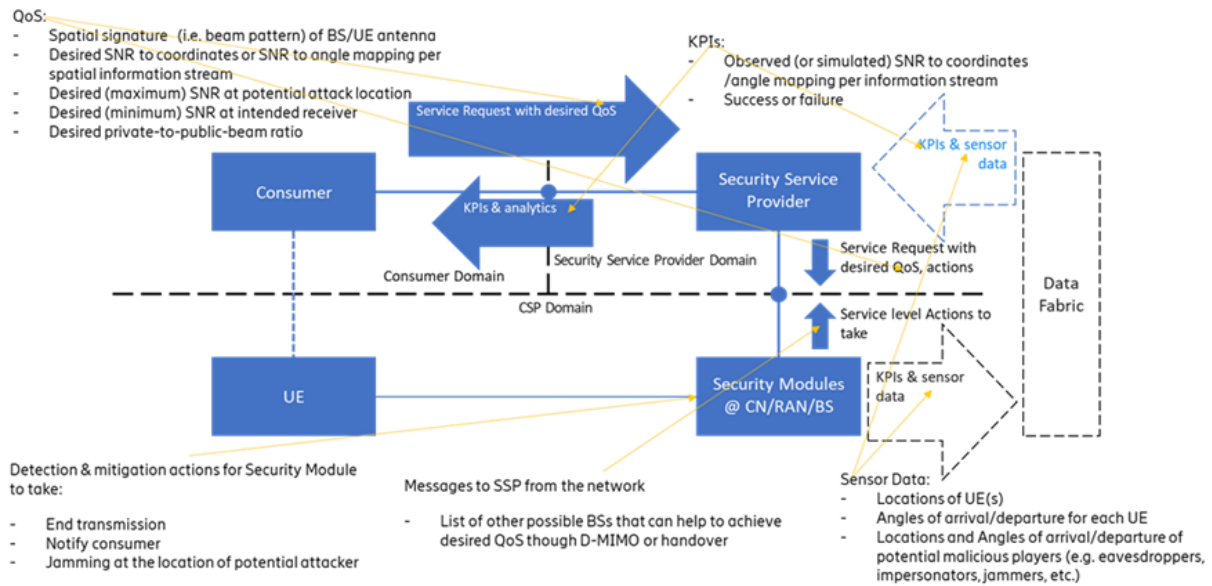 QoS:
- Spatial signature (i.e. beam pattern) of BS/UE antenna
- Desired SNR to coordinates or SNR to angle mapping per
spatial information stream
- Desired (maximum) SNR at potential attack location
- Desired (minimum) SNR at intended receiver
- Desired private-to-public-beam ratio
KPIs:
- Observed (or simulated) SNR to coordinates
/angle mapping per information stream
- Success or failure
Service Request with desired QoS
KPIs & sensor
data
Consumer
Security Service
Provider
KPIs & analytics
Consumer Domain
Security Service Provider Domain
CSP Domain
Service Request with
desired QoS, actions
Service level Actions to
take
Data
Fabric
UE
Security Modules
@ CN/RAN/BS
KPIs & sensor
data
Detection & mitigation actions for Security Module
to take:
- End transmission
- Notify consumer
- Jamming at the location of potential attacker
Messages to SSP from the network
- List of other possible BSs that can help to achieve
desired QoS though D-MIMO or handover
Sensor Data:
- Locations of UE(s)
- Angles of arrival/departure for each UE
- Locations and Angles of arrival/departure of
potential malicious players (e.g. eavesdroppers,
impersonators, jammers, etc.)